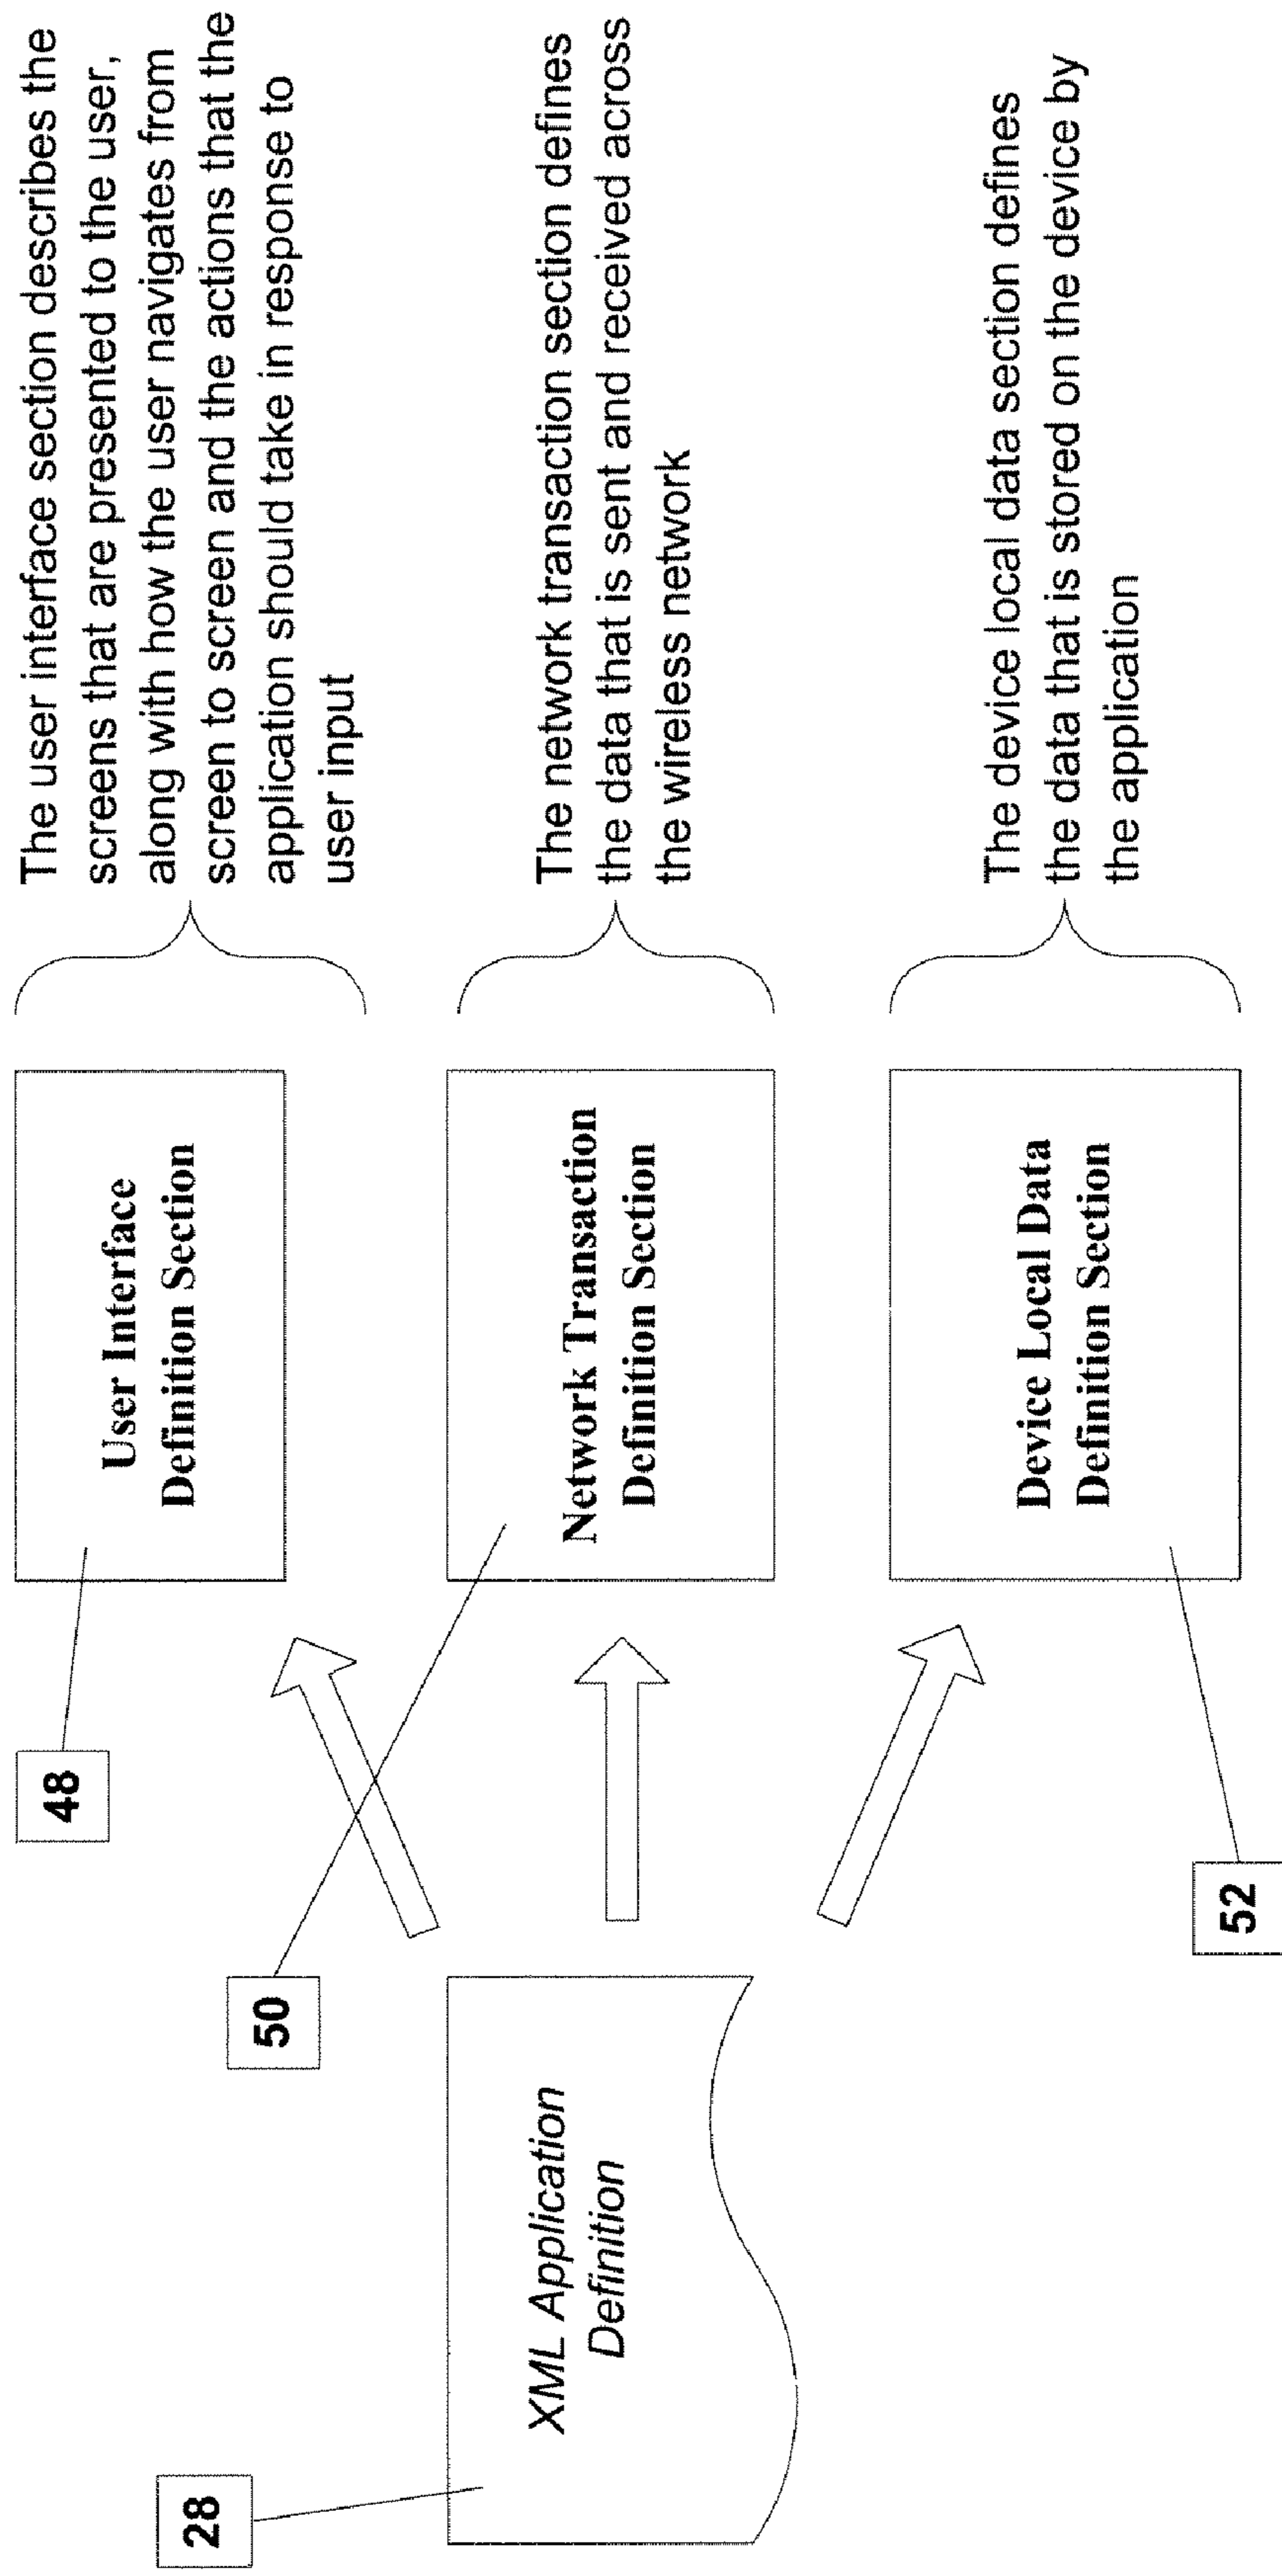 28
XML Application
Definition
48
50
52
User Interface
Definition Section
Network Transaction
Definition Section
Device Local Data
Definition Section
The user interface section describes the
screens that are presented to the user,
along with how the user navigates from
screen to screen and the actions that the
application should take in response to
user input
The network transaction section defines
the data that is sent and received across
the wireless network
The device local data section defines
the data that is stored on the device by
the application